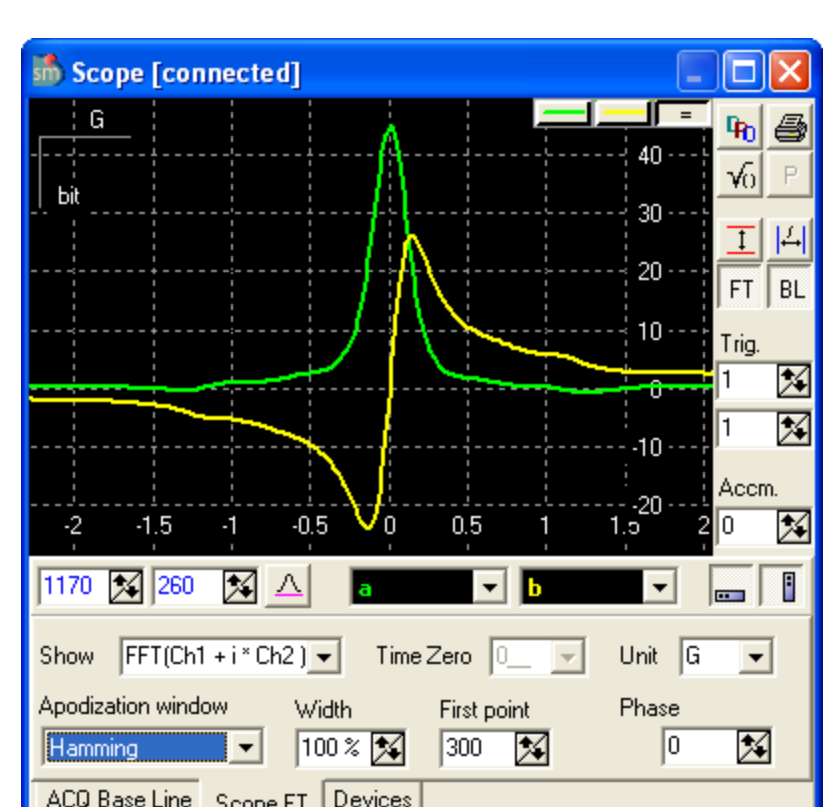 sm Scope [connected]
G
=
bit
40
30
20
10
0
-10
-20
-2 -1.5 -1 -0.5 0 0.5 1 1.5 2
√()
P
FT BL
Trig.
1
1
Accm.
0
1170 260 a b
Show FFT(Ch1 + i * Ch2 ) Time Zero 0__ Unit G
Apodization window Width First point Phase
Hamming 100 % 300 0
ACQ Base Line Scope FT Devices